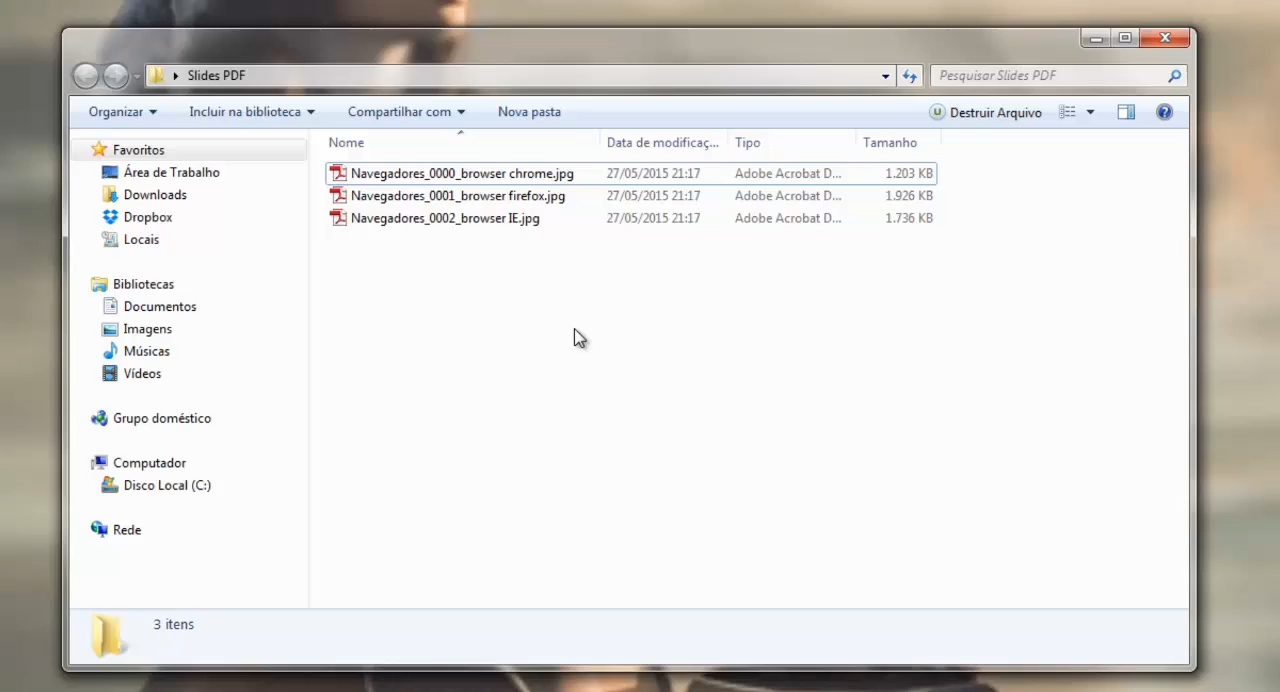 Slides PDF
Pesquisar Slides PDF
Organizar
Incluir na biblioteca
Compartilhar com
Nova pasta
Destruir Arquivo
Favoritos
Área de Trabalho
Downloads
Dropbox
Locais
Bibliotecas
Documentos
Imagens
Músicas
Vídeos
Grupo doméstico
Computador
Disco Local (C:)
Rede
Nome Data de modificaç... Tipo Tamanho
Navegadores_0000_browser chrome.jpg 27/05/2015 21:17 Adobe Acrobat D... 1.203 KB
Navegadores_0001_browser firefox.jpg 27/05/2015 21:17 Adobe Acrobat D... 1.926 KB
Navegadores_0002_browser IE.jpg 27/05/2015 21:17 Adobe Acrobat D... 1.736 KB
3 itens